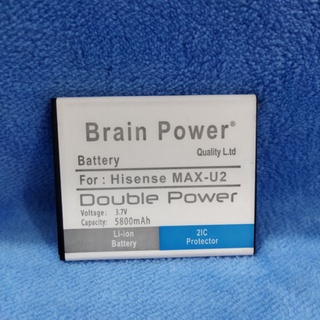 Brain Power®
Quality L.td
Battery
For : Hisense MAX-U2
Double Power
Voltage: 3.7V
Capacity: 5800mAh
Li-ion Battery
2IC Protector